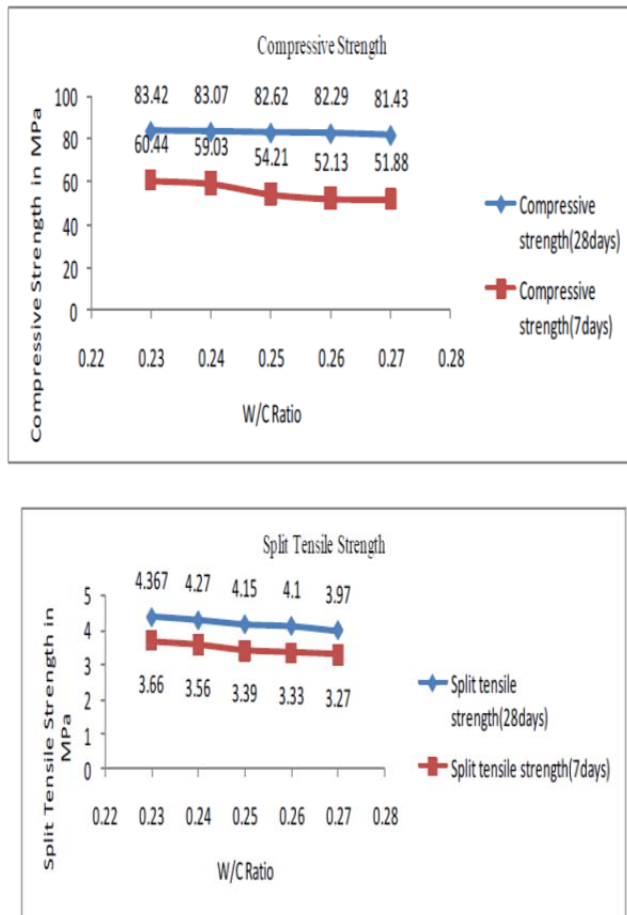 Compressive Strength
83.42 83.07 82.62 82.29 81.43
100
80
60
40
20
0
60.44 59.03 54.21 52.13 51.88
0.22 0.23 0.24 0.25 0.26 0.27 0.28
W/C Ratio
Compressive Strength in MPa
Compressive
strength(28days)
Compressive
strength(7days)
Split Tensile Strength
4.367 4.27 4.15 4.1 3.97
5
4
3
2
1
0
3.66 3.56 3.39 3.33 3.27
0.22 0.23 0.24 0.25 0.26 0.27 0.28
W/C Ratio
Split Tensile Strength in
MPa
Split tensile
strength(28days)
Split tensile strength(7days)